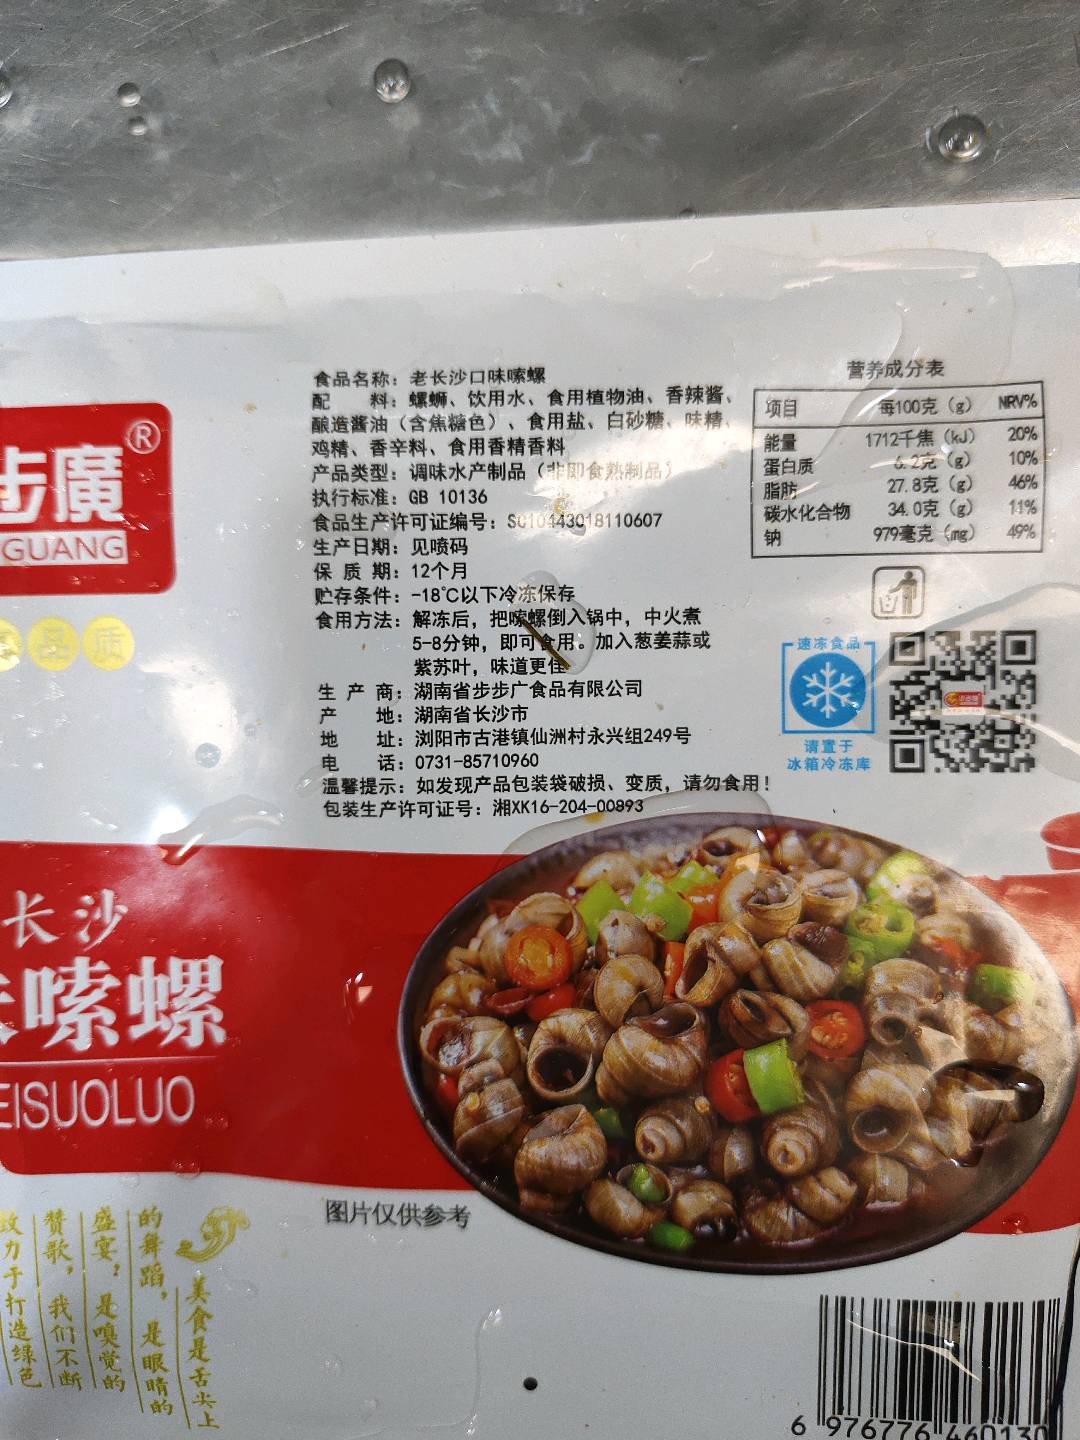 步廣®
GUANG
品质
食品名称：老长沙口味嗦螺
配　　料：螺蛳、饮用水、食用植物油、香辣酱、
酿造酱油（含焦糖色）、食用盐、白砂糖、味精、
鸡精、香辛料、食用香精香料
产品类型：调味水产制品（非即食熟制品）
执行标准：GB 10136
食品生产许可证编号：SC10443018110607
生产日期：见喷码
保 质 期：12个月
贮存条件：-18℃以下冷冻保存
食用方法：解冻后，把嗦螺倒入锅中，中火煮
5-8分钟，即可食用。加入葱姜蒜或
紫苏叶，味道更佳
生 产 商：湖南省步步广食品有限公司
产　　地：湖南省长沙市
地　　址：浏阳市古港镇仙洲村永兴组249号
电　　话：0731-85710960
温馨提示：如发现产品包装袋破损、变质，请勿食用！
包装生产许可证号：湘XK16-204-00893
营养成分表
项目 每100克（g） NRV%
能量 1712千焦（kJ） 20%
蛋白质 6.2克（g） 10%
脂肪 27.8克（g） 46%
碳水化合物 34.0克（g） 11%
钠 979毫克（mg） 49%
速冻食品
请置于
冰箱冷冻库
长沙
嗦螺
EISUOLUO
图片仅供参考
美食是舌尖上
的舞蹈，是眼睛的
盛宴，是嗅觉的
赞歌，我们不断
致力于打造绿色
6 976776 460130